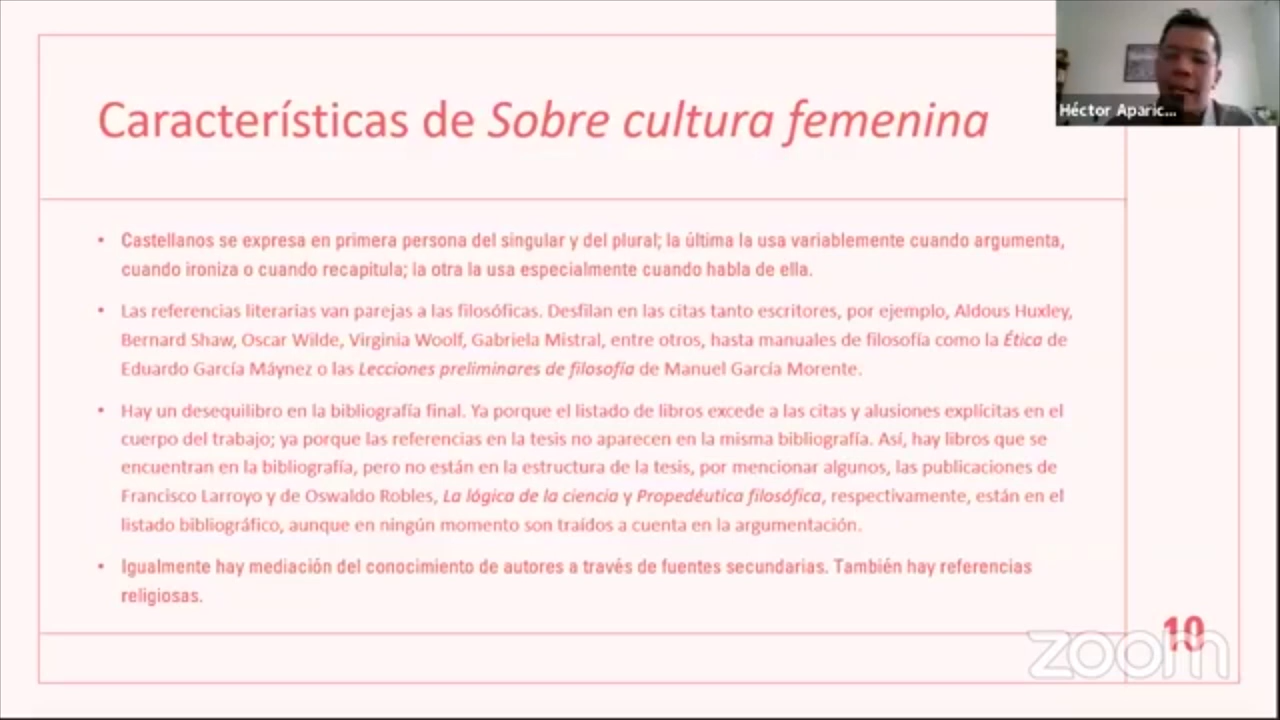 Características de Sobre cultura femenina
Héctor Aparic...
• Castellanos se expresa en primera persona del singular y del plural; la última la usa variablemente cuando argumenta,
cuando ironiza o cuando recapitula; la otra la usa especialmente cuando habla de ella.
• Las referencias literarias van parejas a las filosóficas. Desfilan en las citas tanto escritores, por ejemplo, Aldous Huxley,
Bernard Shaw, Oscar Wilde, Virginia Woolf, Gabriela Mistral, entre otros, hasta manuales de filosofía como la Ética de
Eduardo García Máynez o las Lecciones preliminares de filosofía de Manuel García Morente.
• Hay un desequilibro en la bibliografía final. Ya porque el listado de libros excede a las citas y alusiones explícitas en el
cuerpo del trabajo; ya porque las referencias en la tesis no aparecen en la misma bibliografía. Así, hay libros que se
encuentran en la bibliografía, pero no están en la estructura de la tesis, por mencionar algunos, las publicaciones de
Francisco Larroyo y de Oswaldo Robles, La lógica de la ciencia y Propedéutica filosófica, respectivamente, están en el
listado bibliográfico, aunque en ningún momento son traídos a cuenta en la argumentación.
• Igualmente hay mediación del conocimiento de autores a través de fuentes secundarias. También hay referencias
religiosas.
10
zoom